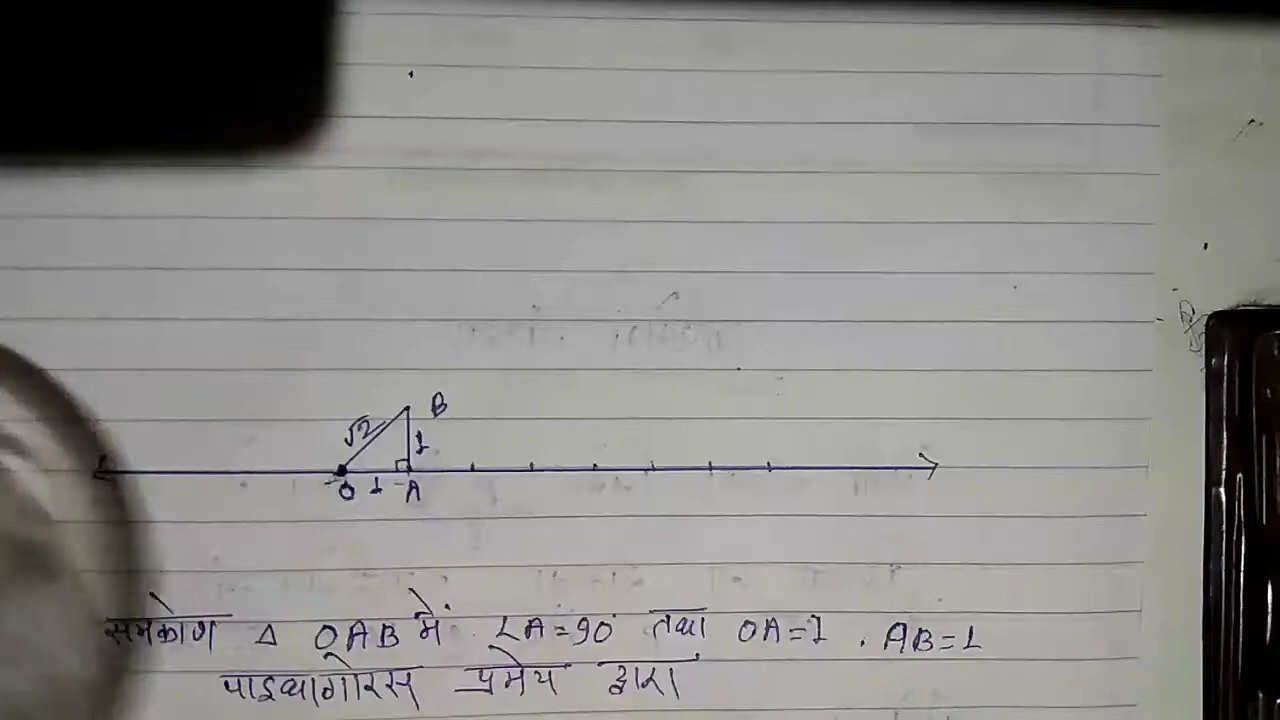 B
√2
1
O 1 A
समकोण Δ OAB में ∠A=90° तथा OA=1 . AB=1
पाइथागोरस प्रमेय द्वारा